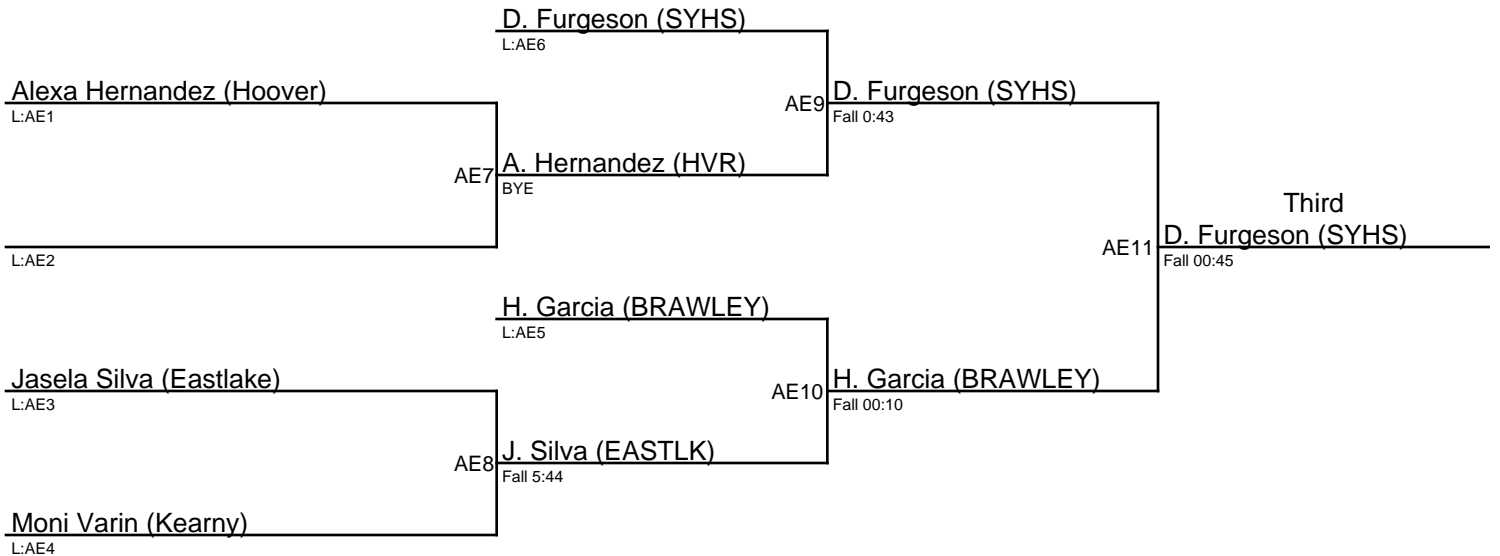 D. Furgeson (SYHS)
L:AE6
Alexa Hernandez (Hoover)
L:AE1
AE9
D. Furgeson (SYHS)
Fall 0:43
AE7
A. Hernandez (HVR)
BYE
L:AE2
Third
AE11
D. Furgeson (SYHS)
Fall 00:45
H. Garcia (BRAWLEY)
L:AE5
Jasela Silva (Eastlake)
L:AE3
AE10
H. Garcia (BRAWLEY)
Fall 00:10
AE8
J. Silva (EASTLK)
Fall 5:44
Moni Varin (Kearny)
L:AE4